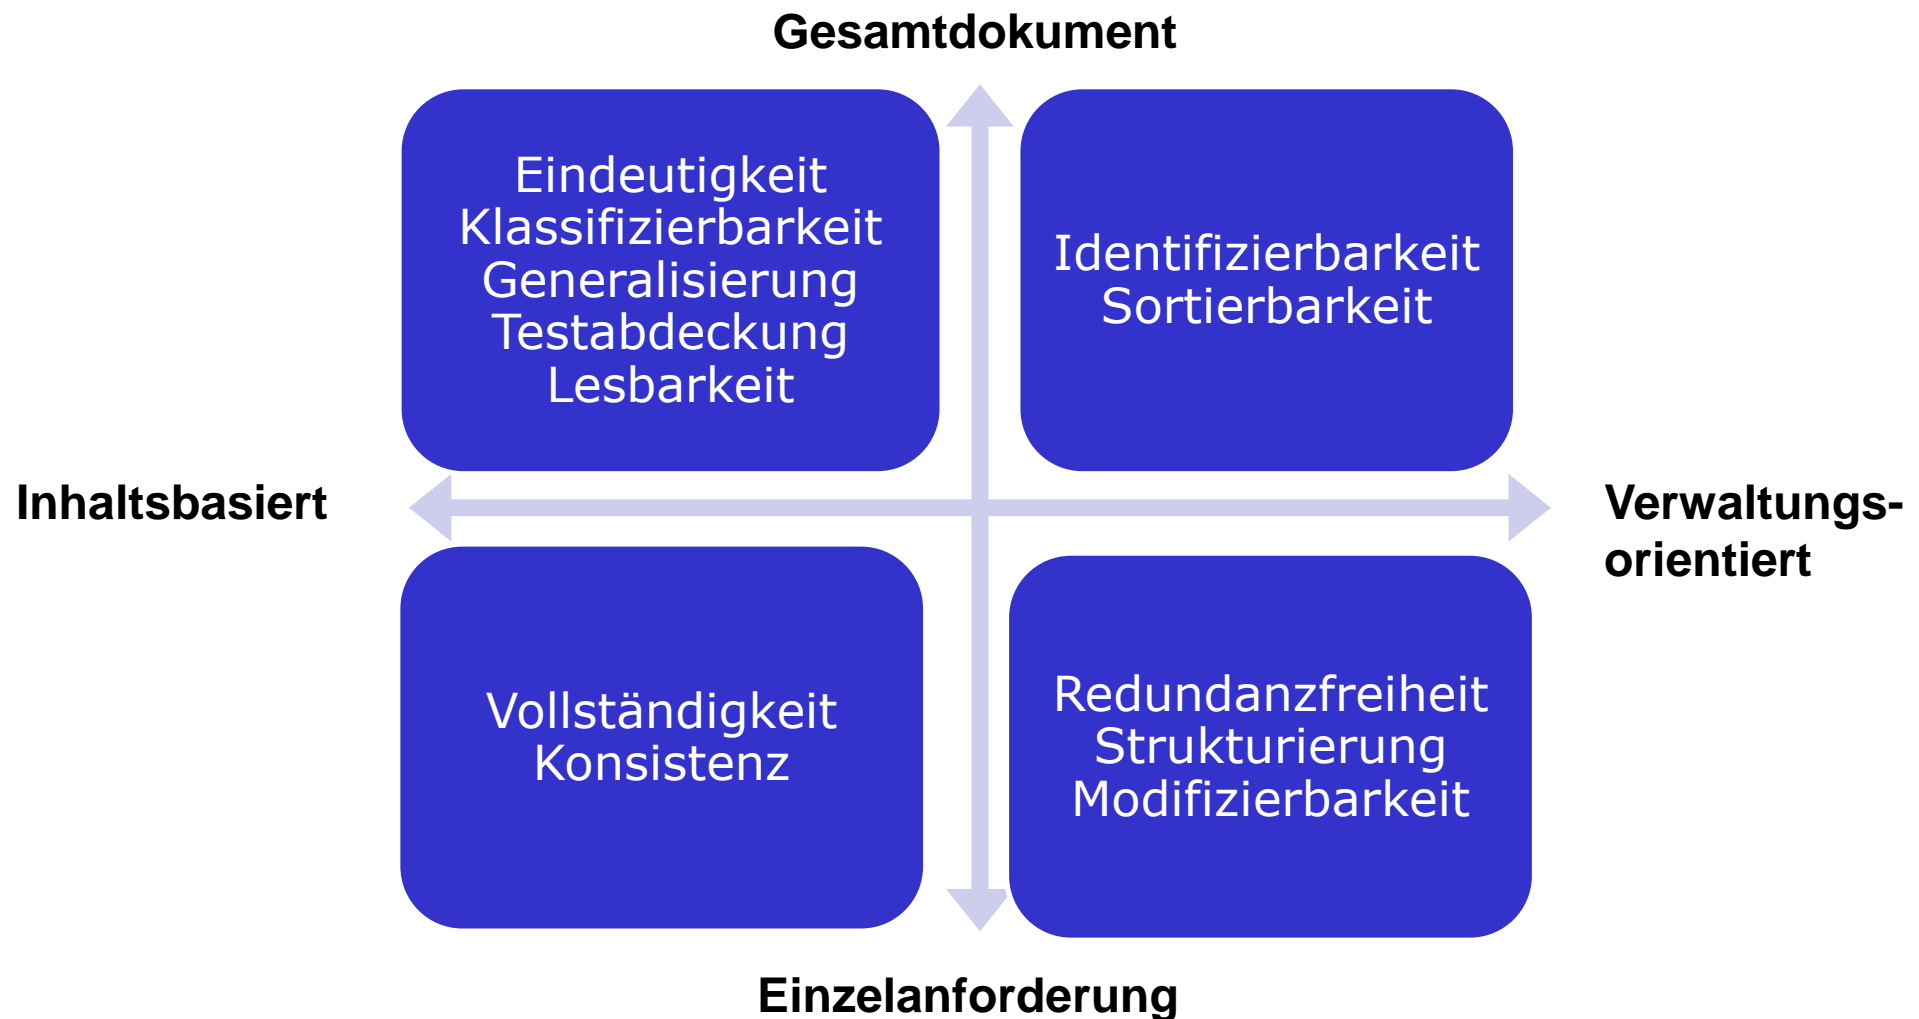 Gesamtdokument
Eindeutigkeit
Klassifizierbarkeit
Generalisierung
Testabdeckung
Lesbarkeit
Identifizierbarkeit
Sortierbarkeit
Inhaltsbasiert
Verwaltungs-
orientiert
Vollständigkeit
Konsistenz
Redundanzfreiheit
Strukturierung
Modifizierbarkeit
Einzelanforderung